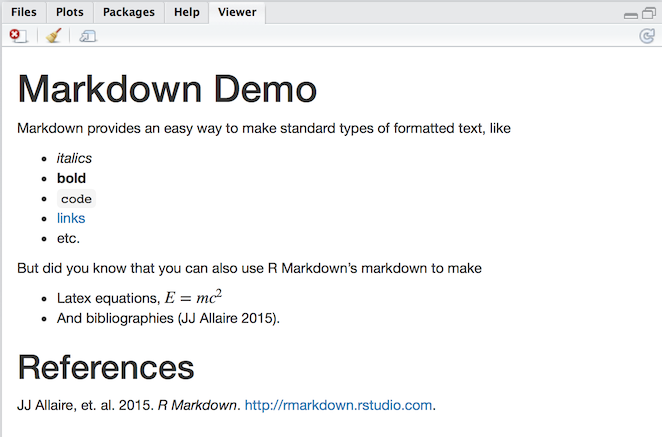 Files Plots Packages Help Viewer
Markdown Demo
Markdown provides an easy way to make standard types of formatted text, like
• italics
• bold
• code
• links
• etc.
But did you know that you can also use R Markdown's markdown to make
• Latex equations, E = mc²
• And bibliographies (JJ Allaire 2015).
References
JJ Allaire, et. al. 2015. R Markdown. http://rmarkdown.rstudio.com.